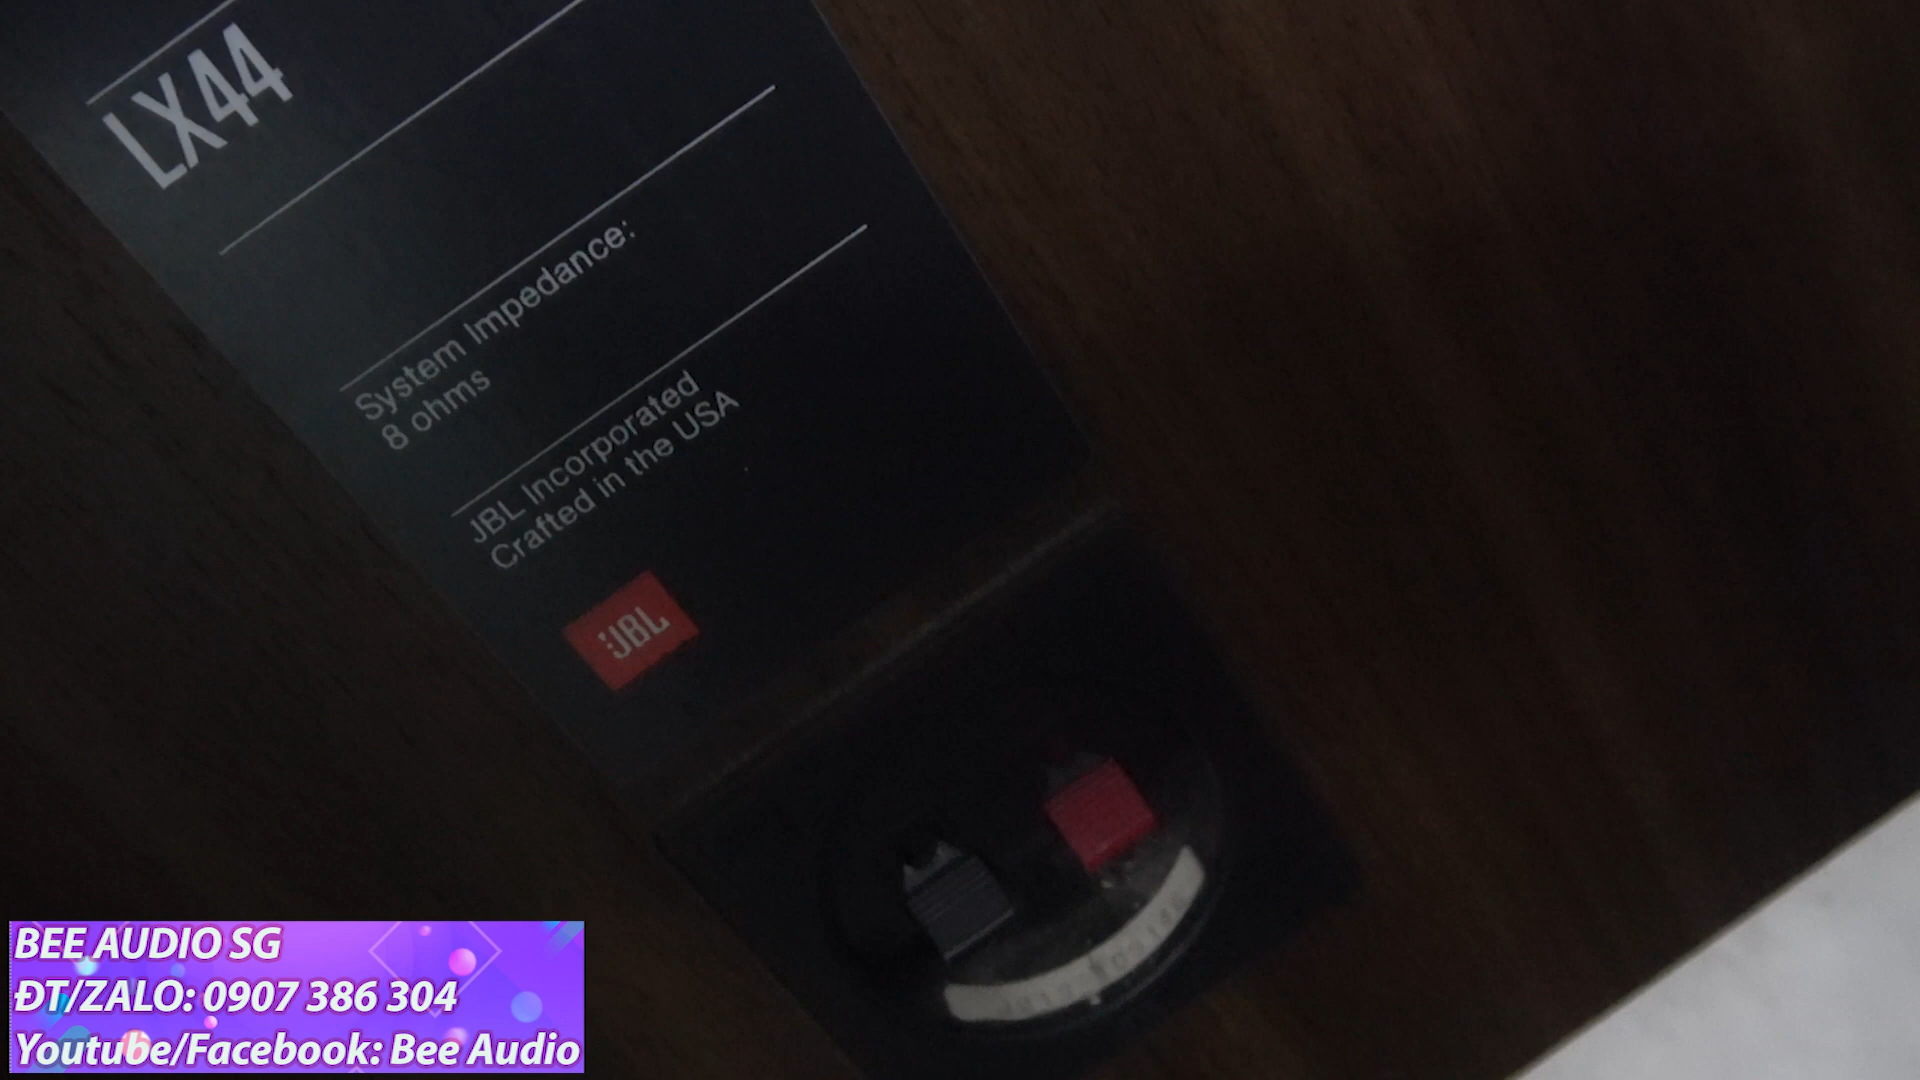 LX44
System Impedance:
8 ohms
JBL Incorporated
Crafted in the USA
JBL
BEE AUDIO SG
ĐT/ZALO: 0907 386 304
Youtube/Facebook: Bee Audio